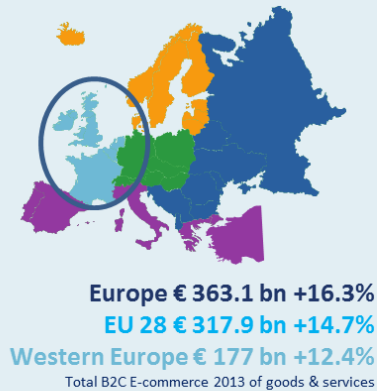 Europe € 363.1 bn +16.3%
EU 28 € 317.9 bn +14.7%
Western Europe € 177 bn +12.4%
Total B2C E-commerce 2013 of goods & services